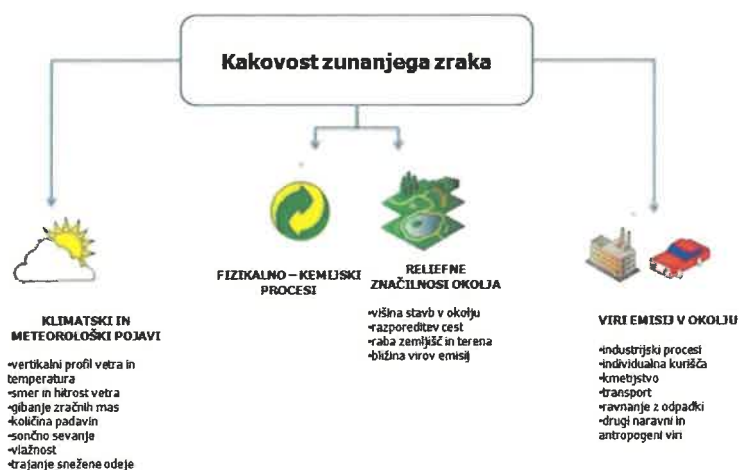 Kakovost zunanjega zraka
KLIMATSKI IN
METEOROLOŠKI POJAVI
•vertikalni profil vetra in
temperatura
•smer in hitrost vetra
•gibanje zračnih mas
•količina padavin
•sončno sevanje
•vlažnost
•trajanje snežene odeje
FIZIKALNO – KEMIJSKI
PROCESI
RELIEFNE
ZNAČILNOSI OKOLJA
•višina stavb v okolju
•razporeditev cest
•raba zemljišč in terena
•bližina virov emisij
VIRI EMISIJ V OKOLJU
•industrijski procesi
•individualna kurišča
•kmetijstvo
•transport
•ravnanje z odpadki
•drugi naravni in
antropogeni viri